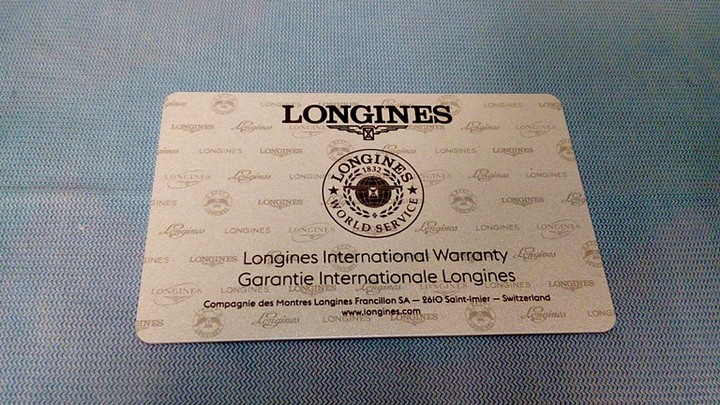 LONGINES
LONGINES
1832
WORLD SERVICE
Longines International Warranty
Garantie Internationale Longines
Compagnie des Montres Longines Francillon SA — 2610 Saint-Imier — Switzerland
www.longines.com